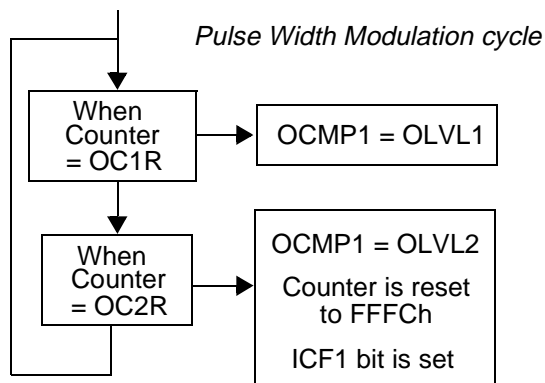 Pulse Width Modulation cycle
When
Counter
= OC1R
OCMP1 = OLVL1
When
Counter
= OC2R
OCMP1 = OLVL2
Counter is reset
to FFFCh
ICF1 bit is set